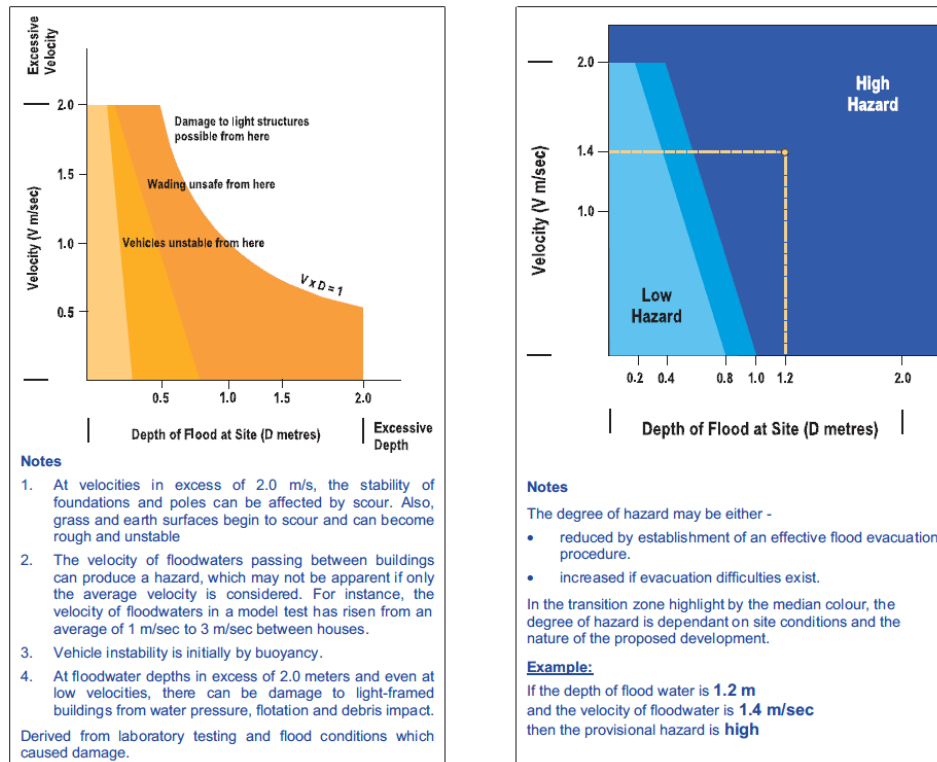 Excessive
Velocity
2.0
Damage to light structures
possible from here
1.5
Wading unsafe from here
Velocity (V m/sec)
1.0
Vehicles unstable from here
V x D = 1
0.5
0.5
1.0
1.5
2.0
Depth of Flood at Site (D metres)
Excessive
Depth
Notes
1. At velocities in excess of 2.0 m/s, the stability of
foundations and poles can be affected by scour. Also,
grass and earth surfaces begin to scour and can become
rough and unstable
2. The velocity of floodwaters passing between buildings
can produce a hazard, which may not be apparent if only
the average velocity is considered. For instance, the
velocity of floodwaters in a model test has risen from an
average of 1 m/sec to 3 m/sec between houses.
3. Vehicle instability is initially by buoyancy.
4. At floodwater depths in excess of 2.0 meters and even at
low velocities, there can be damage to light-framed
buildings from water pressure, flotation and debris impact.
Derived from laboratory testing and flood conditions which
caused damage.
2.0
High
Hazard
1.4
Velocity (V m/sec)
1.0
Low
Hazard
0.2
0.4
0.8
1.0
1.2
2.0
Depth of Flood at Site (D metres)
Notes
The degree of hazard may be either -
• reduced by establishment of an effective flood evacuation
procedure.
• increased if evacuation difficulties exist.
In the transition zone highlight by the median colour, the
degree of hazard is dependant on site conditions and the
nature of the proposed development.
Example:
If the depth of flood water is 1.2 m
and the velocity of floodwater is 1.4 m/sec
then the provisional hazard is high